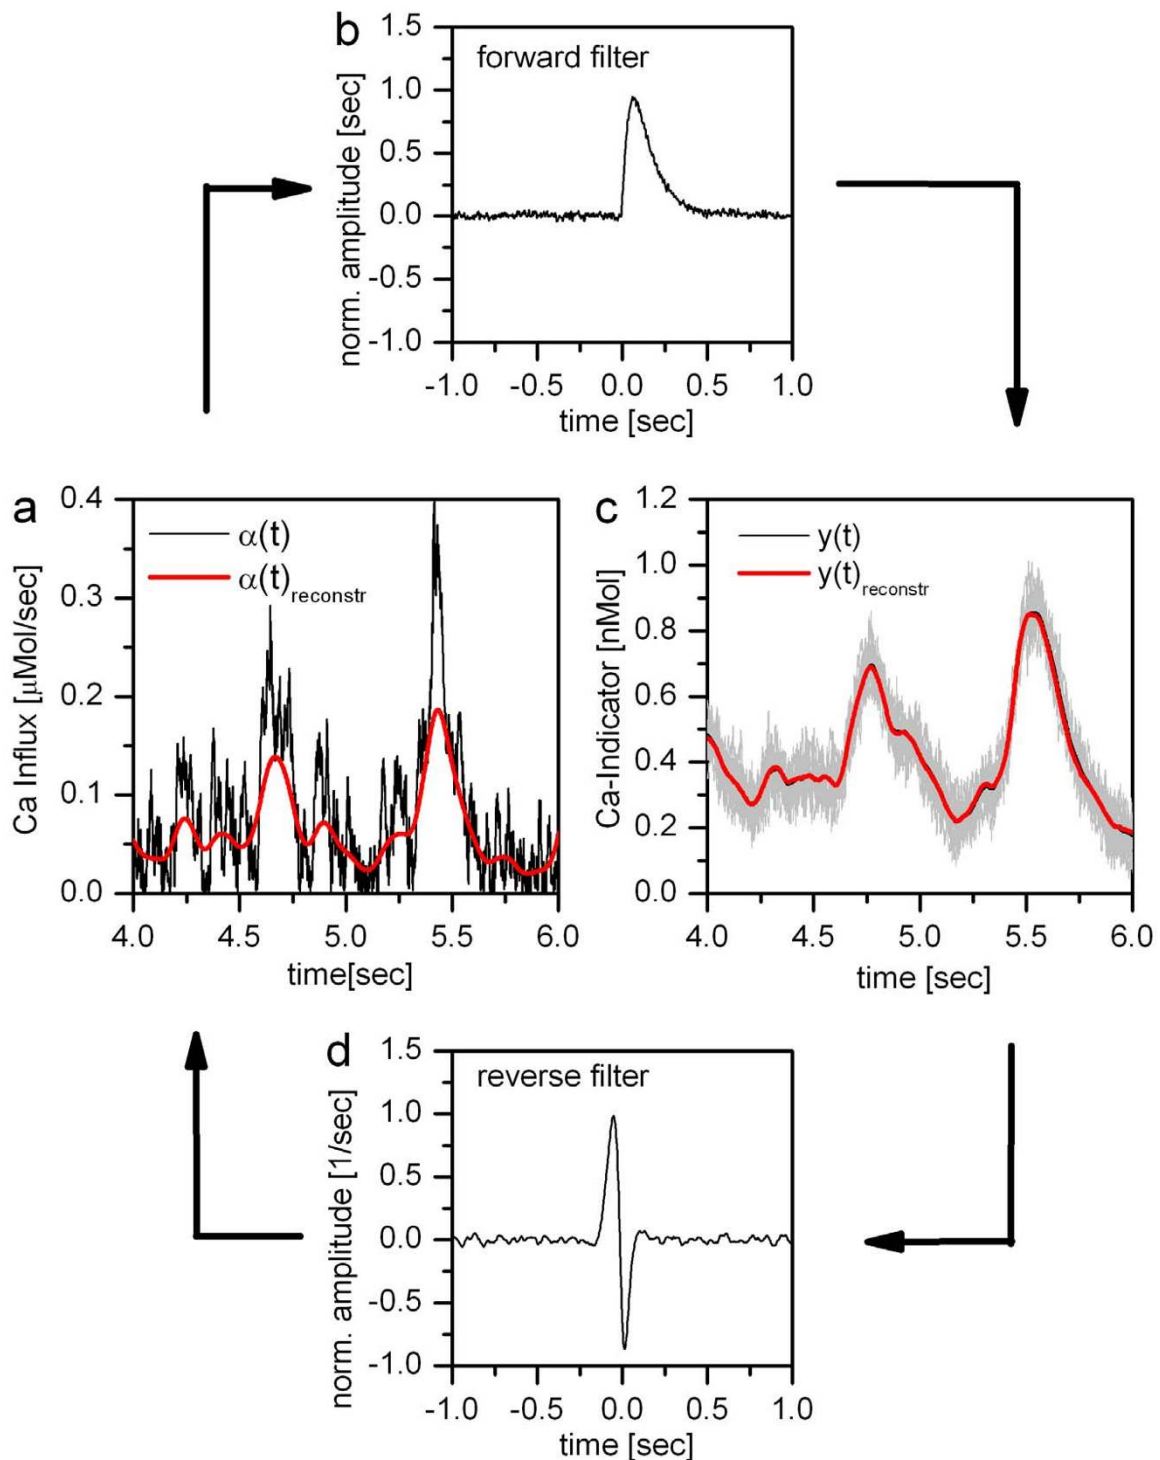 b
forward filter
norm. amplitude [sec]
1.5
1.0
0.5
0.0
-0.5
-1.0
-1.0 -0.5 0.0 0.5 1.0
time [sec]
a
α(t)
α(t)reconstr
Ca Influx [µMol/sec]
0.4
0.3
0.2
0.1
0.0
4.0 4.5 5.0 5.5 6.0
time[sec]
c
y(t)
y(t)reconstr
Ca-Indicator [nMol]
1.2
1.0
0.8
0.6
0.4
0.2
0.0
4.0 4.5 5.0 5.5 6.0
time [sec]
d
reverse filter
norm. amplitude [1/sec]
1.5
1.0
0.5
0.0
-0.5
-1.0
-1.0 -0.5 0.0 0.5 1.0
time [sec]